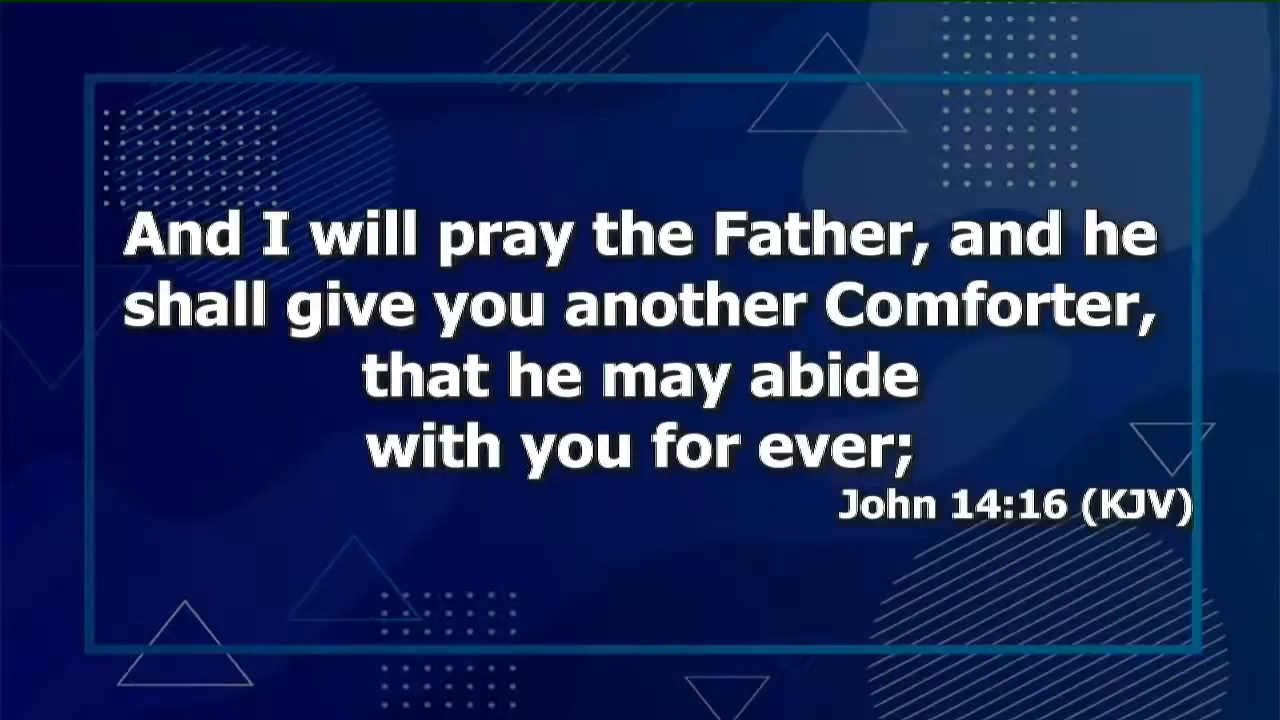 And I will pray the Father, and he
shall give you another Comforter,
that he may abide
with you for ever;
John 14:16 (KJV)